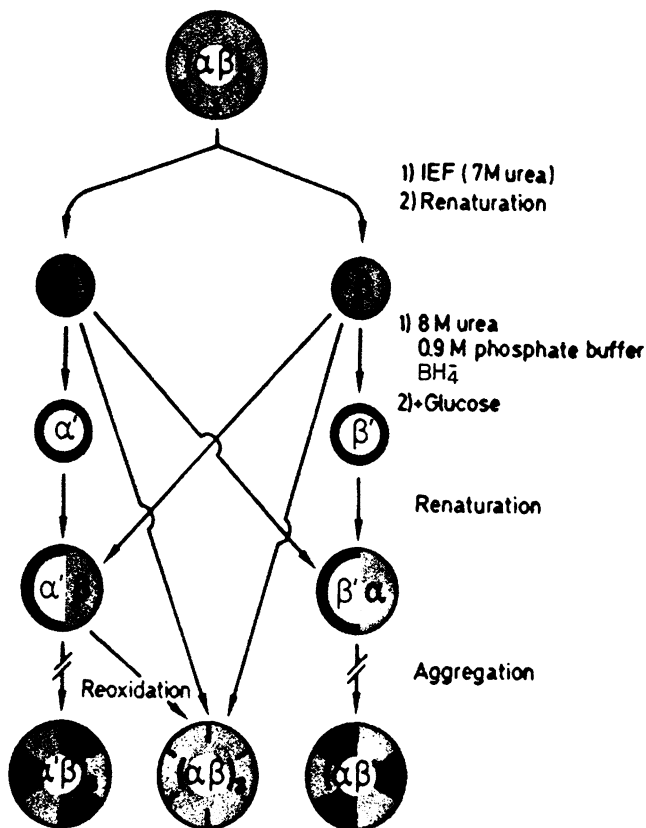 αβ
1) IEF (7M urea)
2) Renaturation
1) 8 M urea
0.9 M phosphate buffer
BH₄⁻
2)+Glucose
α'
β'
Renaturation
α'
β' α
Aggregation
Reoxidation
α'β
(αβ)
αβ